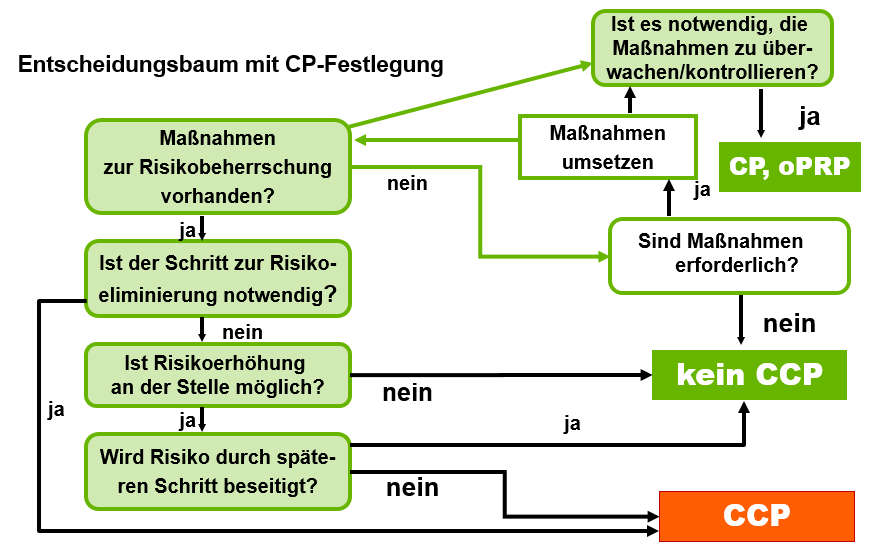 Entscheidungsbaum mit CP-Festlegung
Ist es notwendig, die
Maßnahmen zu über-
wachen/kontrollieren?
ja
CP, oPRP
Maßnahmen
umsetzen
ja
Maßnahmen
zur Risikobeherrschung
vorhanden?
nein
Sind Maßnahmen
erforderlich?
nein
ja
Ist der Schritt zur Risiko-
eliminierung notwendig?
nein
ja
Ist Risikoerhöhung
an der Stelle möglich?
nein
kein CCP
ja
ja
Wird Risiko durch späte-
ren Schritt beseitigt?
nein
CCP